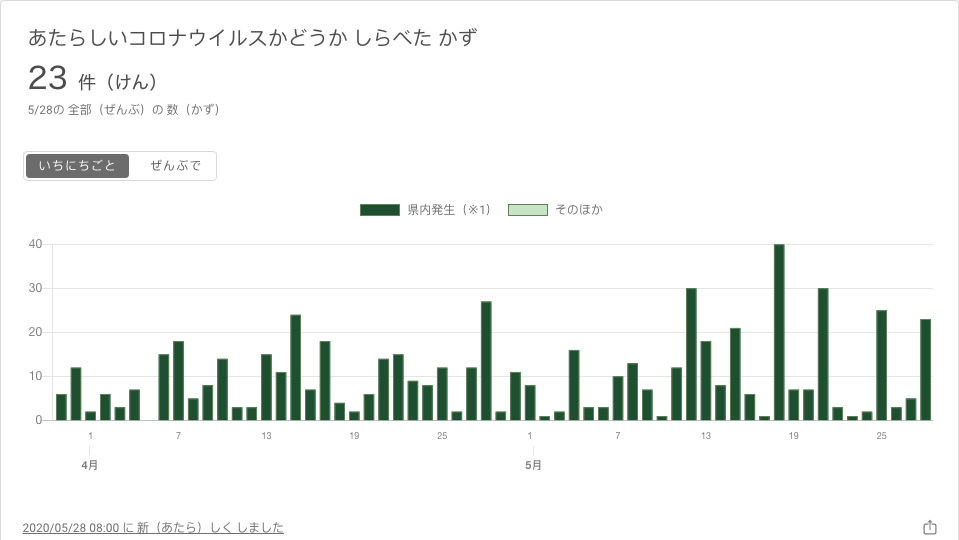 あたらしいコロナウイルスかどうか しらべた かず
23 件（けん）
5/28の 全部（ぜんぶ）の 数（かず）
いちにちごと ぜんぶで
県内発生（※1） そのほか
40
30
20
10
0
1 7 13 19 25 1 7 13 19 25
4月 5月
2020/05/28 08:00 に 新（あたら）しく しました